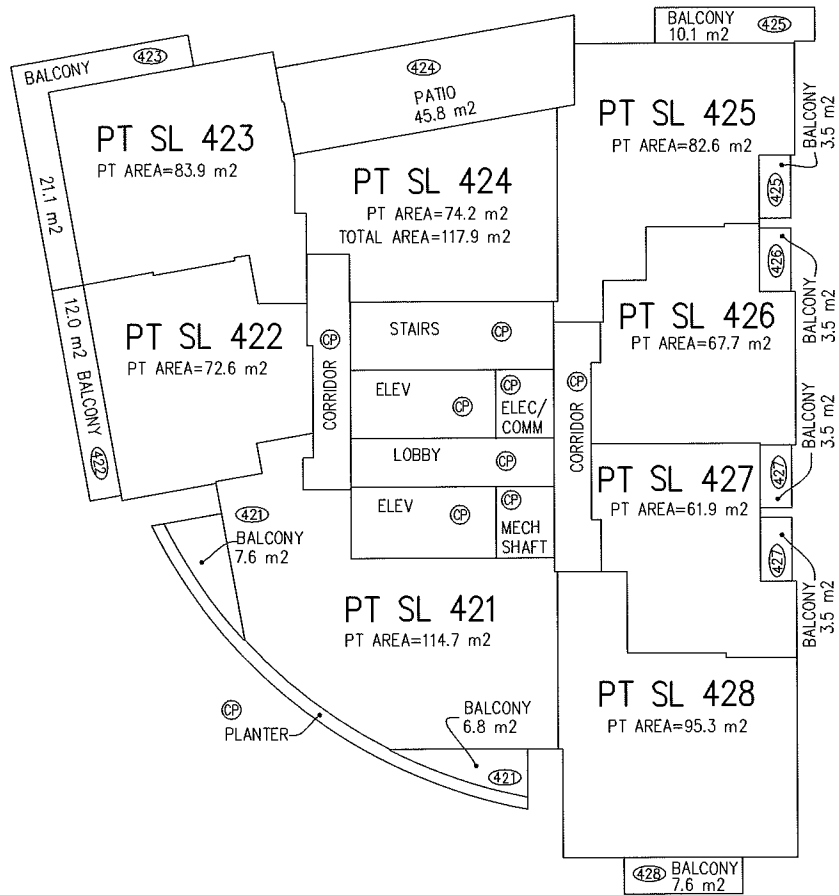 BALCONY
10.1 m2
425
BALCONY
423
424
PATIO
45.8 m2
BALCONY
3.5 m2
425
PT SL 423
PT AREA=83.9 m2
PT SL 425
PT AREA=82.6 m2
21.1 m2
PT SL 424
PT AREA=74.2 m2
TOTAL AREA=117.9 m2
426
BALCONY
3.5 m2
12.0 m2 BALCONY
422
PT SL 422
PT AREA=72.6 m2
CORRIDOR CP
STAIRS CP
ELEV CP
CP
ELEC/
COMM
LOBBY CP
ELEV CP
CP
MECH
SHAFT
CORRIDOR CP
PT SL 426
PT AREA=67.7 m2
BALCONY
3.5 m2
427
PT SL 427
PT AREA=61.9 m2
427
BALCONY
3.5 m2
421
BALCONY
7.6 m2
PT SL 421
PT AREA=114.7 m2
PT SL 428
PT AREA=95.3 m2
CP
PLANTER
BALCONY
6.8 m2
421
428 BALCONY
7.6 m2